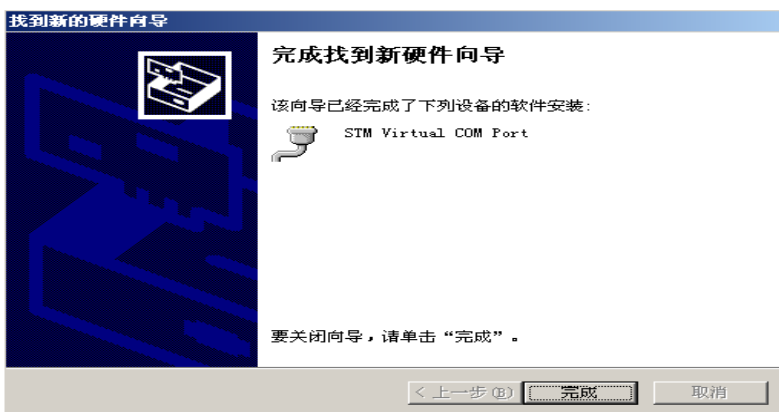 找到新的硬件向导
完成找到新硬件向导
该向导已经完成了下列设备的软件安装:
STM Virtual COM Port
要关闭向导，请单击“完成”。
< 上一步(B) 完成 取消